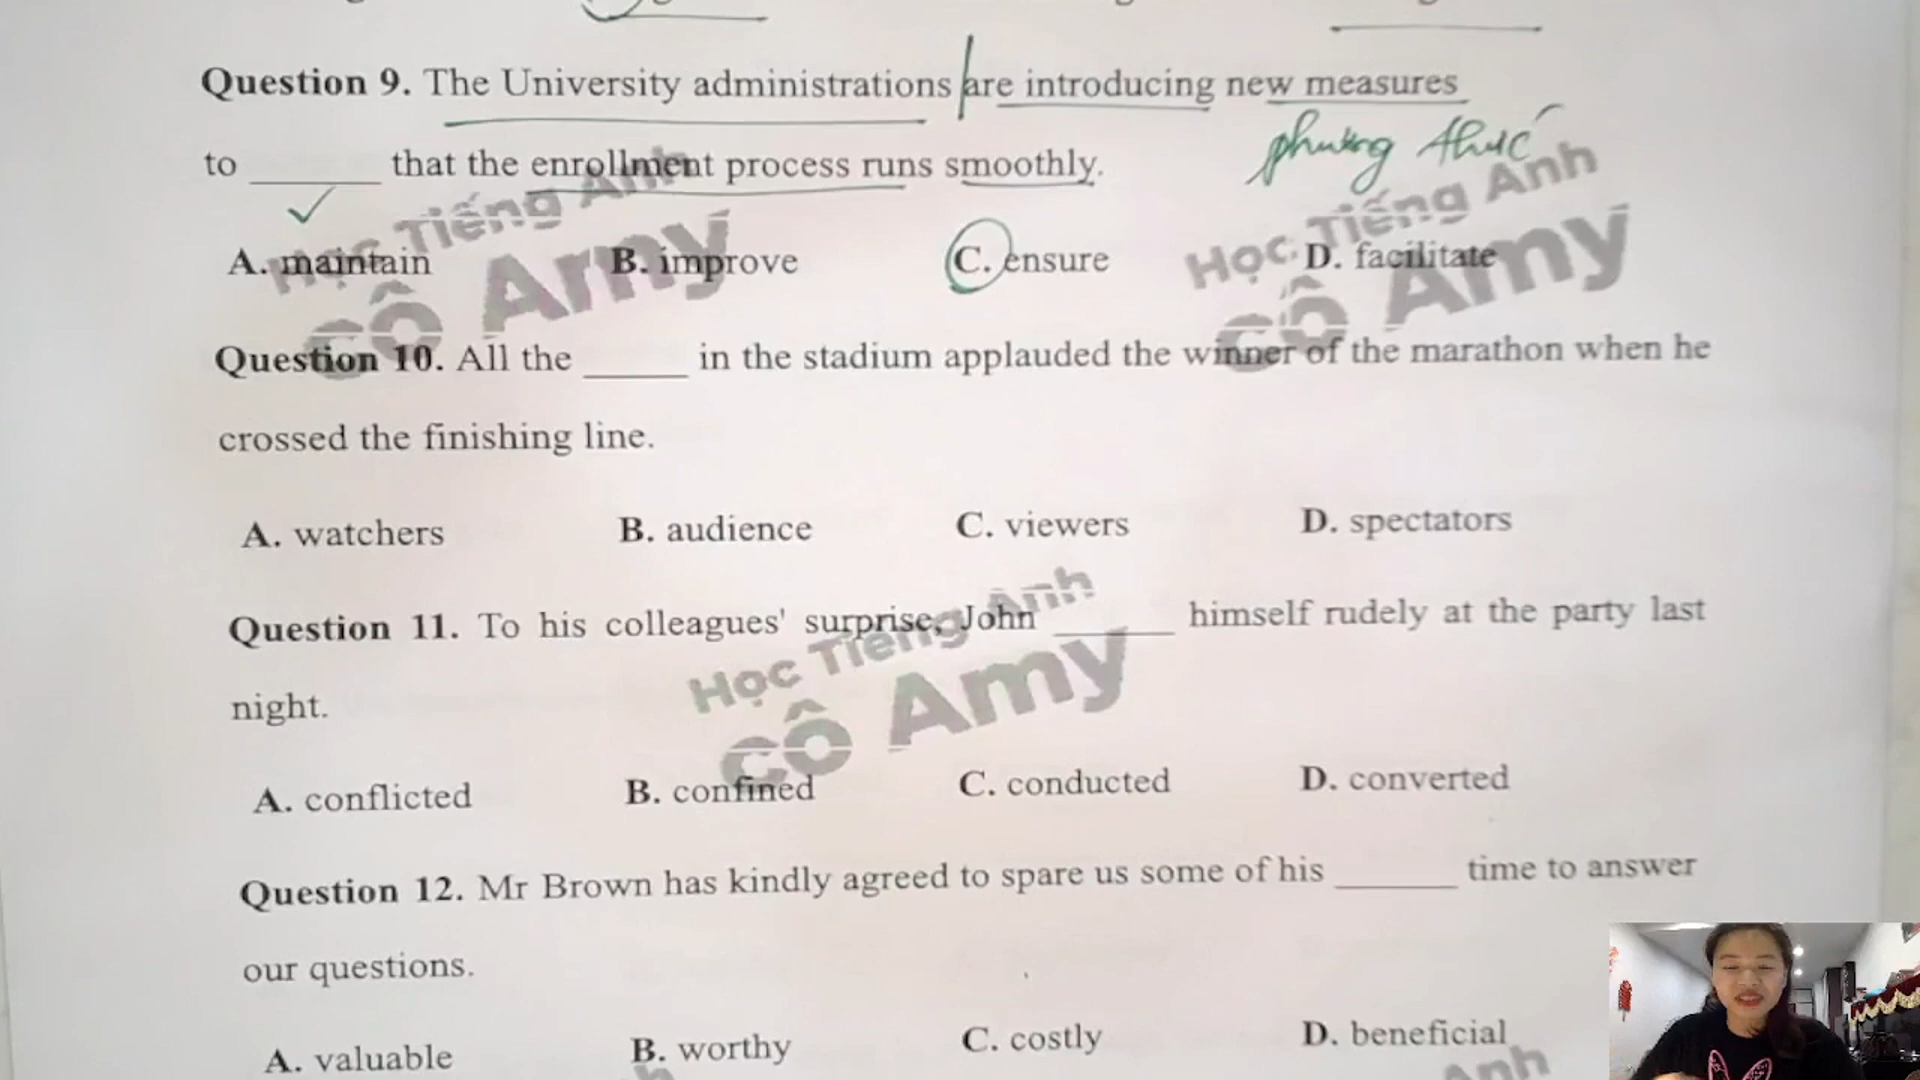 Question 9. The University administrations are introducing new measures
phương thức
to ______ that the enrollment process runs smoothly.
A. maintain B. improve C. ensure D. facilitate
Học Tiếng Anh
cô Amy
Học Tiếng Anh
cô Amy
Question 10. All the ______ in the stadium applauded the winner of the marathon when he
crossed the finishing line.
A. watchers B. audience C. viewers D. spectators
Question 11. To his colleagues' surprise, John ______ himself rudely at the party last
night.
Học Tiếng Anh
cô Amy
A. conflicted B. confined C. conducted D. converted
Question 12. Mr Brown has kindly agreed to spare us some of his ______ time to answer
our questions.
A. valuable B. worthy C. costly D. beneficial
Anh